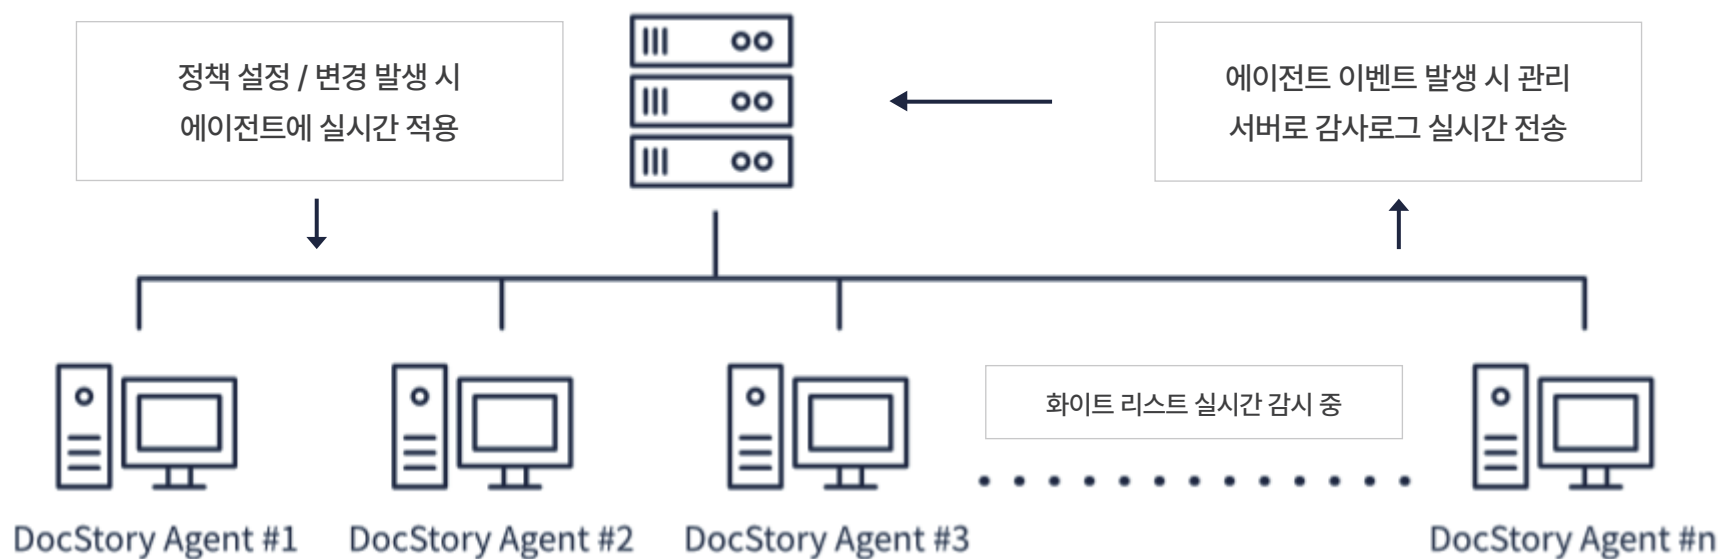 정책 설정 / 변경 발생 시
에이전트에 실시간 적용
에이전트 이벤트 발생 시 관리
서버로 감사로그 실시간 전송
화이트 리스트 실시간 감시 중
DocStory Agent #1
DocStory Agent #2
DocStory Agent #3
DocStory Agent #n